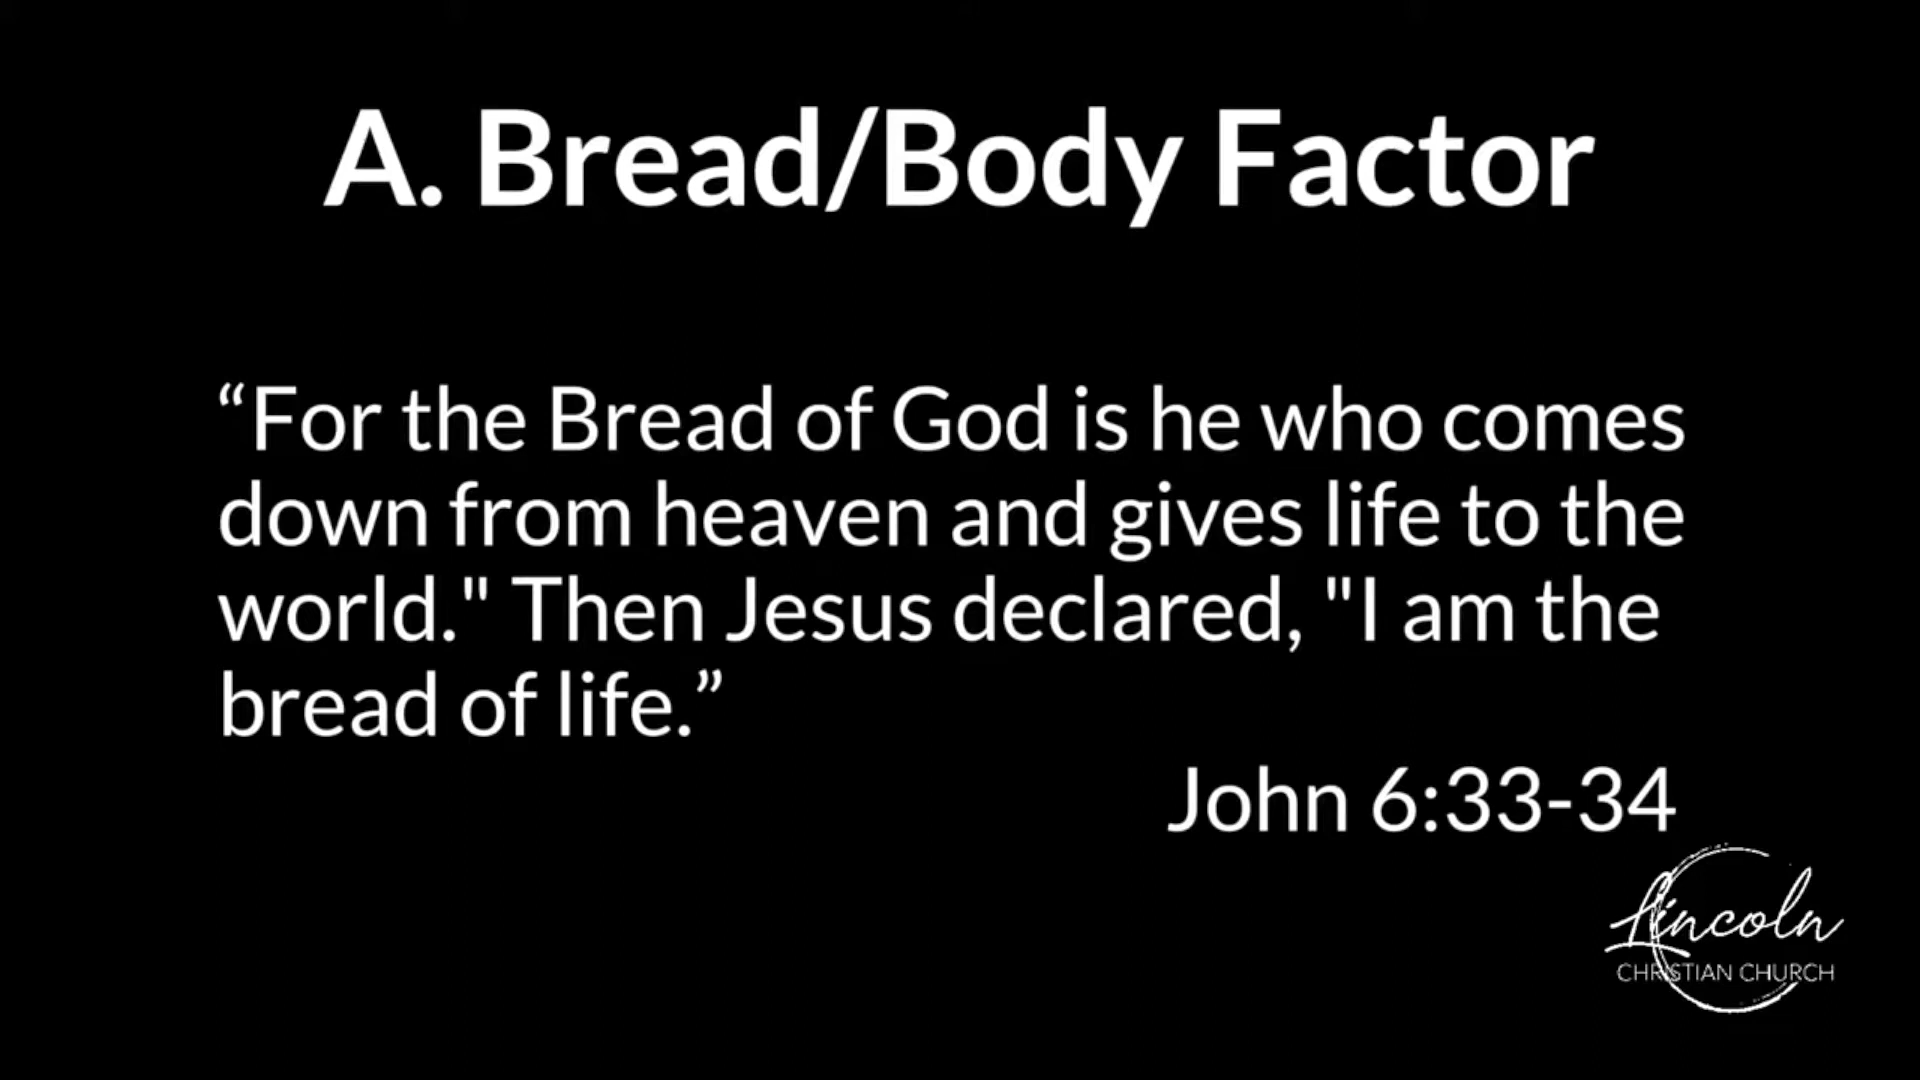 A. Bread/Body Factor
“For the Bread of God is he who comes
down from heaven and gives life to the
world." Then Jesus declared, "I am the
bread of life.”
John 6:33-34
Lincoln
CHRISTIAN CHURCH